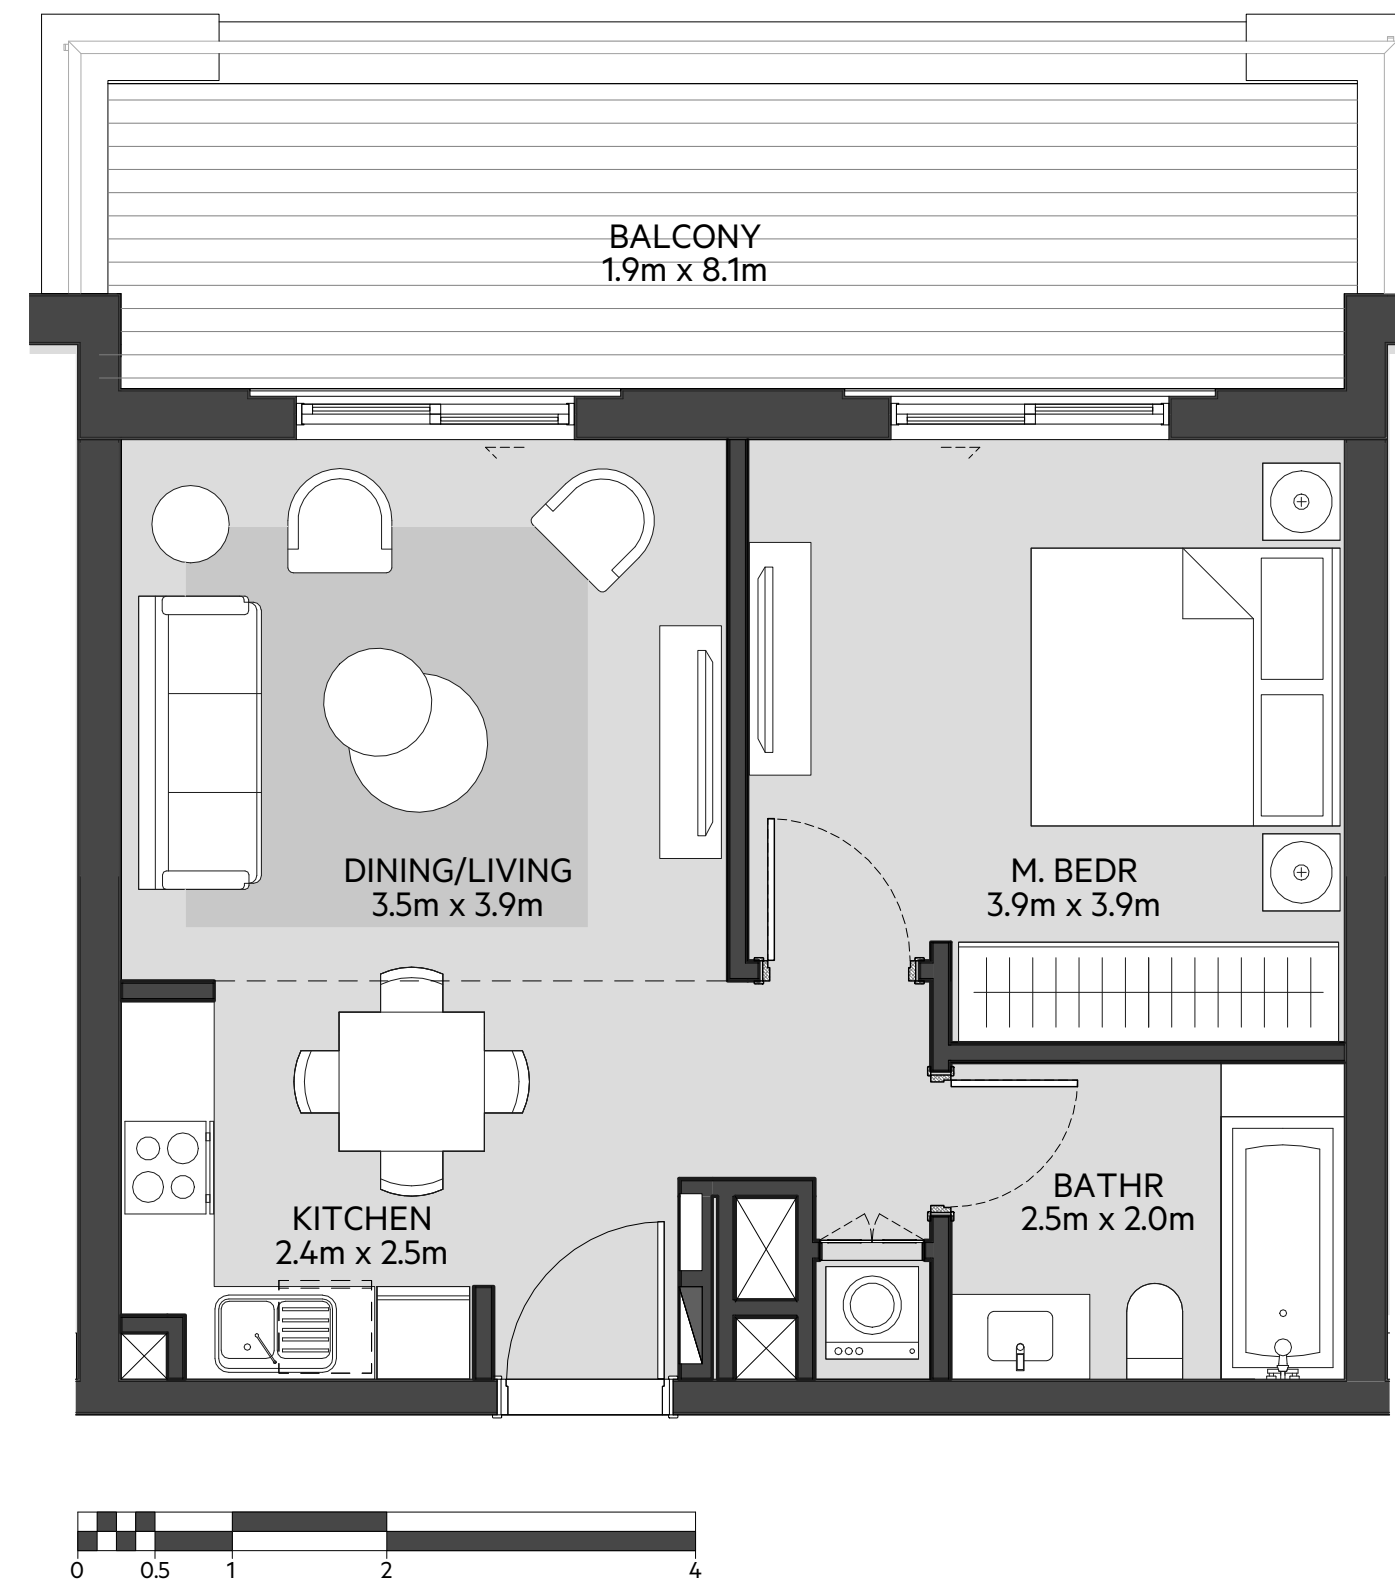 BALCONY
1.9m x 8.1m
DINING/LIVING
3.5m x 3.9m
M. BEDR
3.9m x 3.9m
KITCHEN
2.4m x 2.5m
BATHR
2.5m x 2.0m
0 0.5 1 2 4